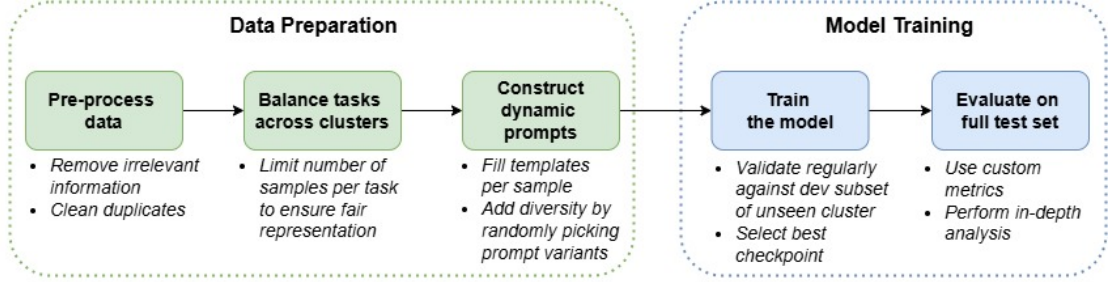 Data Preparation
Pre-process
data
• Remove irrelevant
information
• Clean duplicates
Balance tasks
across clusters
• Limit number of
samples per task
to ensure fair
representation
Construct
dynamic
prompts
• Fill templates
per sample
• Add diversity by
randomly picking
prompt variants
Model Training
Train
the model
• Validate regularly
against dev subset
of unseen cluster
• Select best
checkpoint
Evaluate on
full test set
• Use custom
metrics
• Perform in-depth
analysis